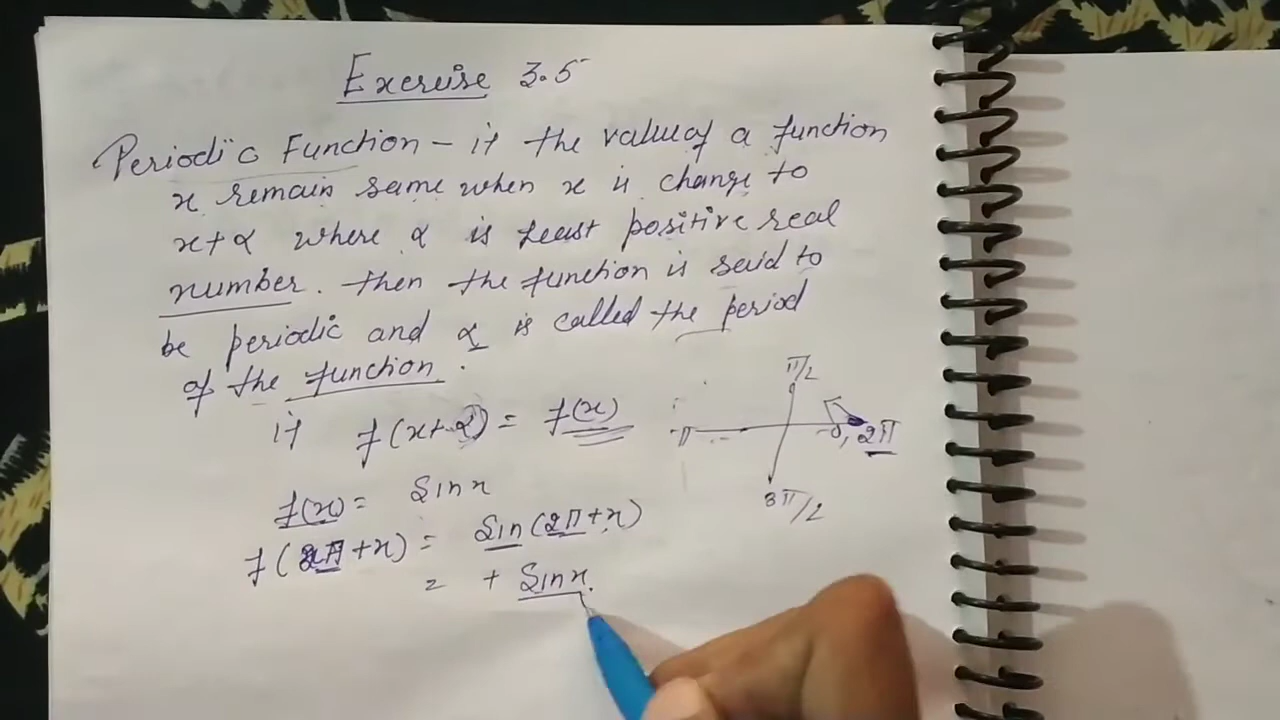 Exercise 3.5
Periodic Function - if the value of a function
x remain same when x is change to
x+α where α is least positive real
number. then the function is said to
be periodic and α is called the period
of the function.
if f(x+α) = f(x)
π/2
π
0, 2π
3π/2
f(x) = Sin x
f(2π+x) = Sin(2π+x)
= + Sin x.